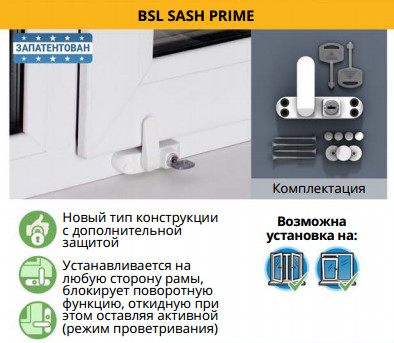 BSL SASH PRIME
ЗАПАТЕНТОВАН
Комплектация
Новый тип конструкции
с дополнительной
защитой
Устанавливается на
любую сторону рамы,
блокирует поворотную
функцию, откидную при
этом оставляя активной
(режим проветривания)
Возможна
установка на: